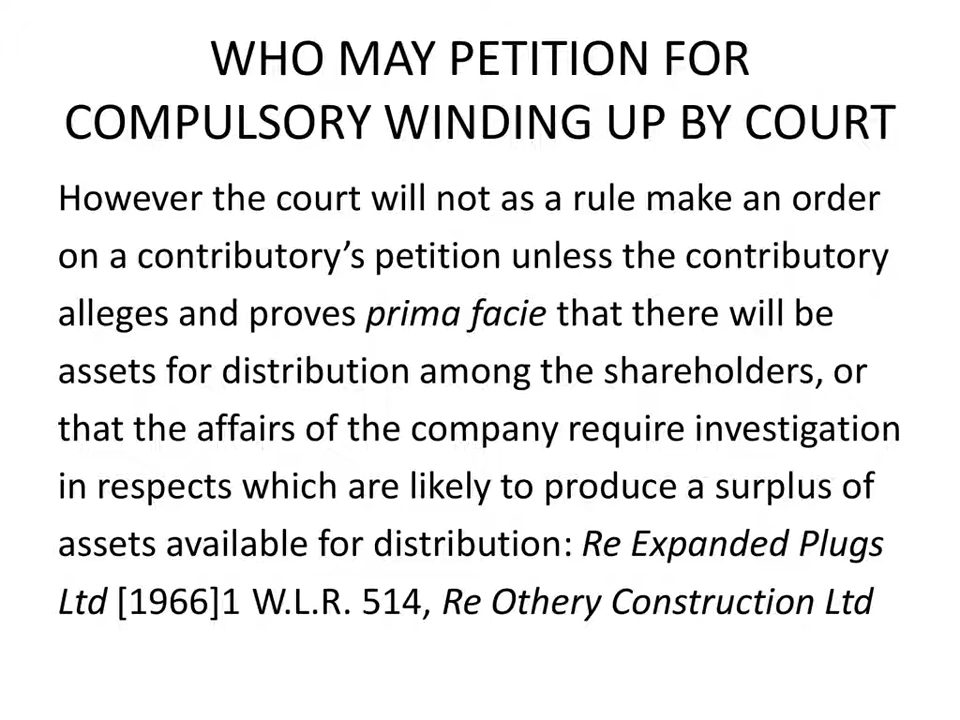 WHO MAY PETITION FOR
COMPULSORY WINDING UP BY COURT
However the court will not as a rule make an order
on a contributory’s petition unless the contributory
alleges and proves prima facie that there will be
assets for distribution among the shareholders, or
that the affairs of the company require investigation
in respects which are likely to produce a surplus of
assets available for distribution: Re Expanded Plugs
Ltd [1966]1 W.L.R. 514, Re Othery Construction Ltd